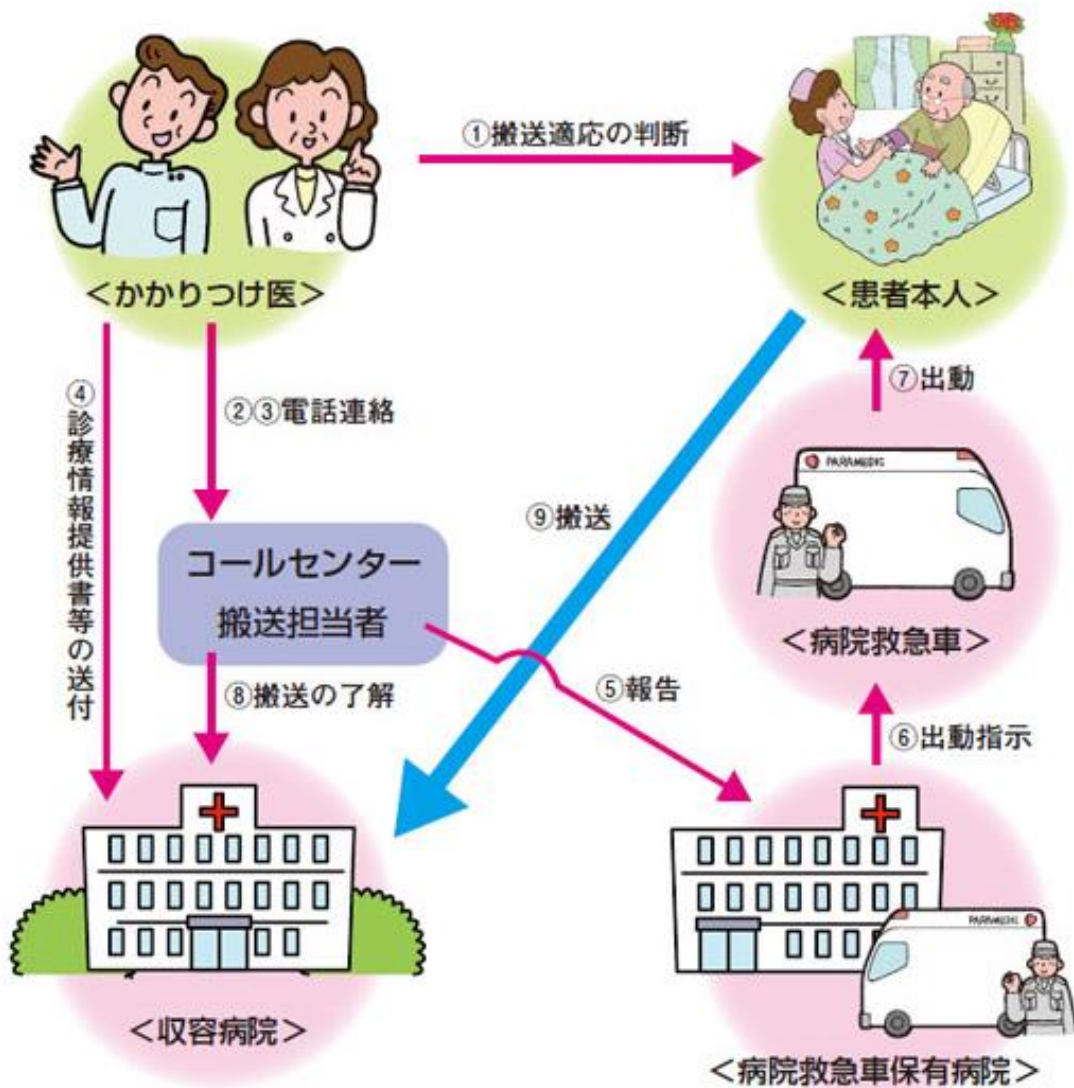 ①搬送適応の判断
＜かかりつけ医＞
＜患者本人＞
④診療情報提供書等の送付
②③電話連絡
⑦出動
PARAMEDIC
⑨搬送
コールセンター
搬送担当者
＜病院救急車＞
⑧搬送の了解
⑤報告
⑥出動指示
PARAMEDIC
＜収容病院＞
＜病院救急車保有病院＞